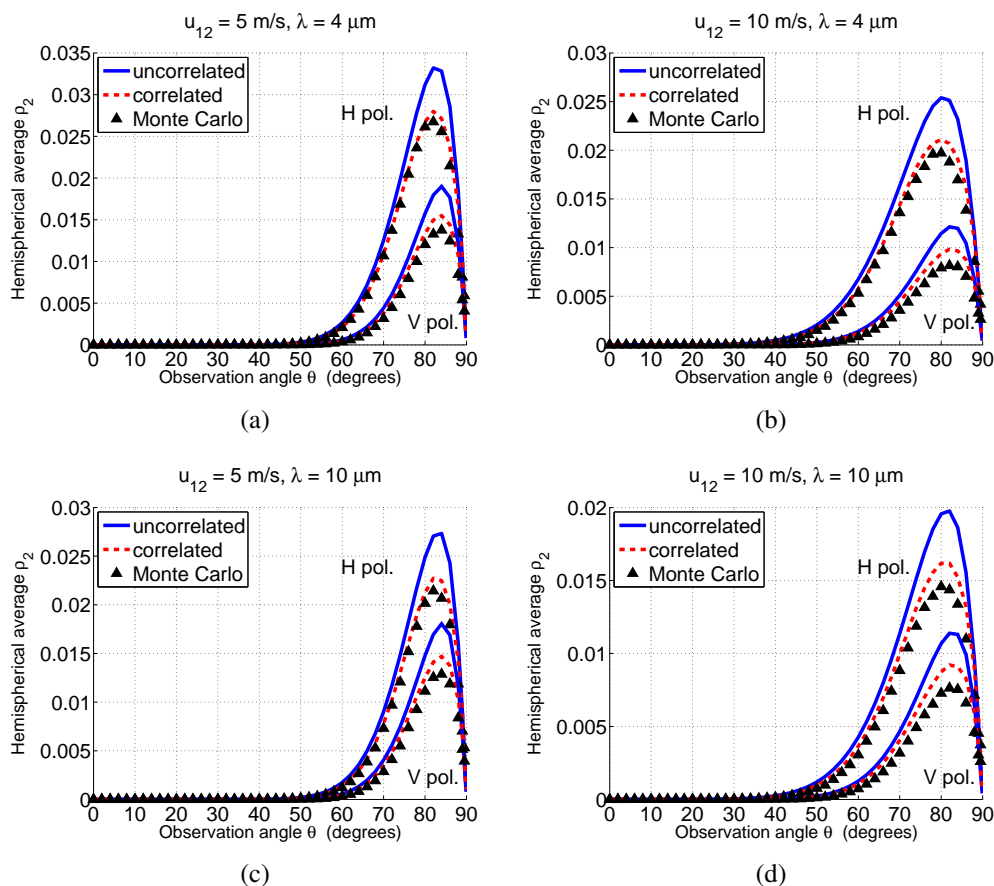 u12 = 5 m/s, λ = 4 µm
0.035
0.03
0.025
0.02
0.015
0.01
0.005
0
Hemispherical average ρ2
uncorrelated
correlated
Monte Carlo
H pol.
V pol.
0 10 20 30 40 50 60 70 80 90
Observation angle θ (degrees)
(a)
u12 = 10 m/s, λ = 4 µm
0.03
0.025
0.02
0.015
0.01
0.005
0
Hemispherical average ρ2
uncorrelated
correlated
Monte Carlo
H pol.
V pol.
0 10 20 30 40 50 60 70 80 90
Observation angle θ (degrees)
(b)
u12 = 5 m/s, λ = 10 µm
0.03
0.025
0.02
0.015
0.01
0.005
0
Hemispherical average ρ2
uncorrelated
correlated
Monte Carlo
H pol.
V pol.
0 10 20 30 40 50 60 70 80 90
Observation angle θ (degrees)
(c)
u12 = 10 m/s, λ = 10 µm
0.02
0.015
0.01
0.005
0
Hemispherical average ρ2
uncorrelated
correlated
Monte Carlo
H pol.
V pol.
0 10 20 30 40 50 60 70 80 90
Observation angle θ (degrees)
(d)